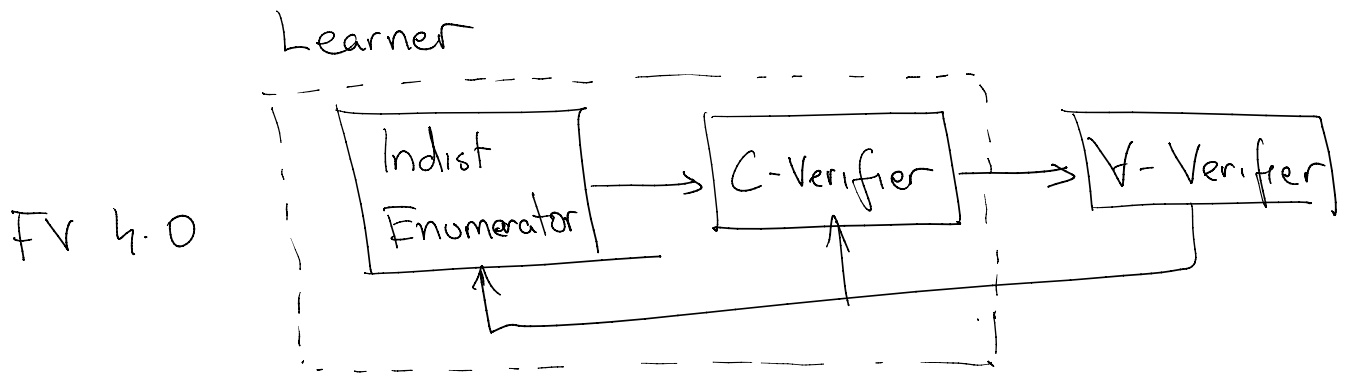 Learner
Indist
Enumerator
C-Verifier
∀-Verifier
FV 4.0